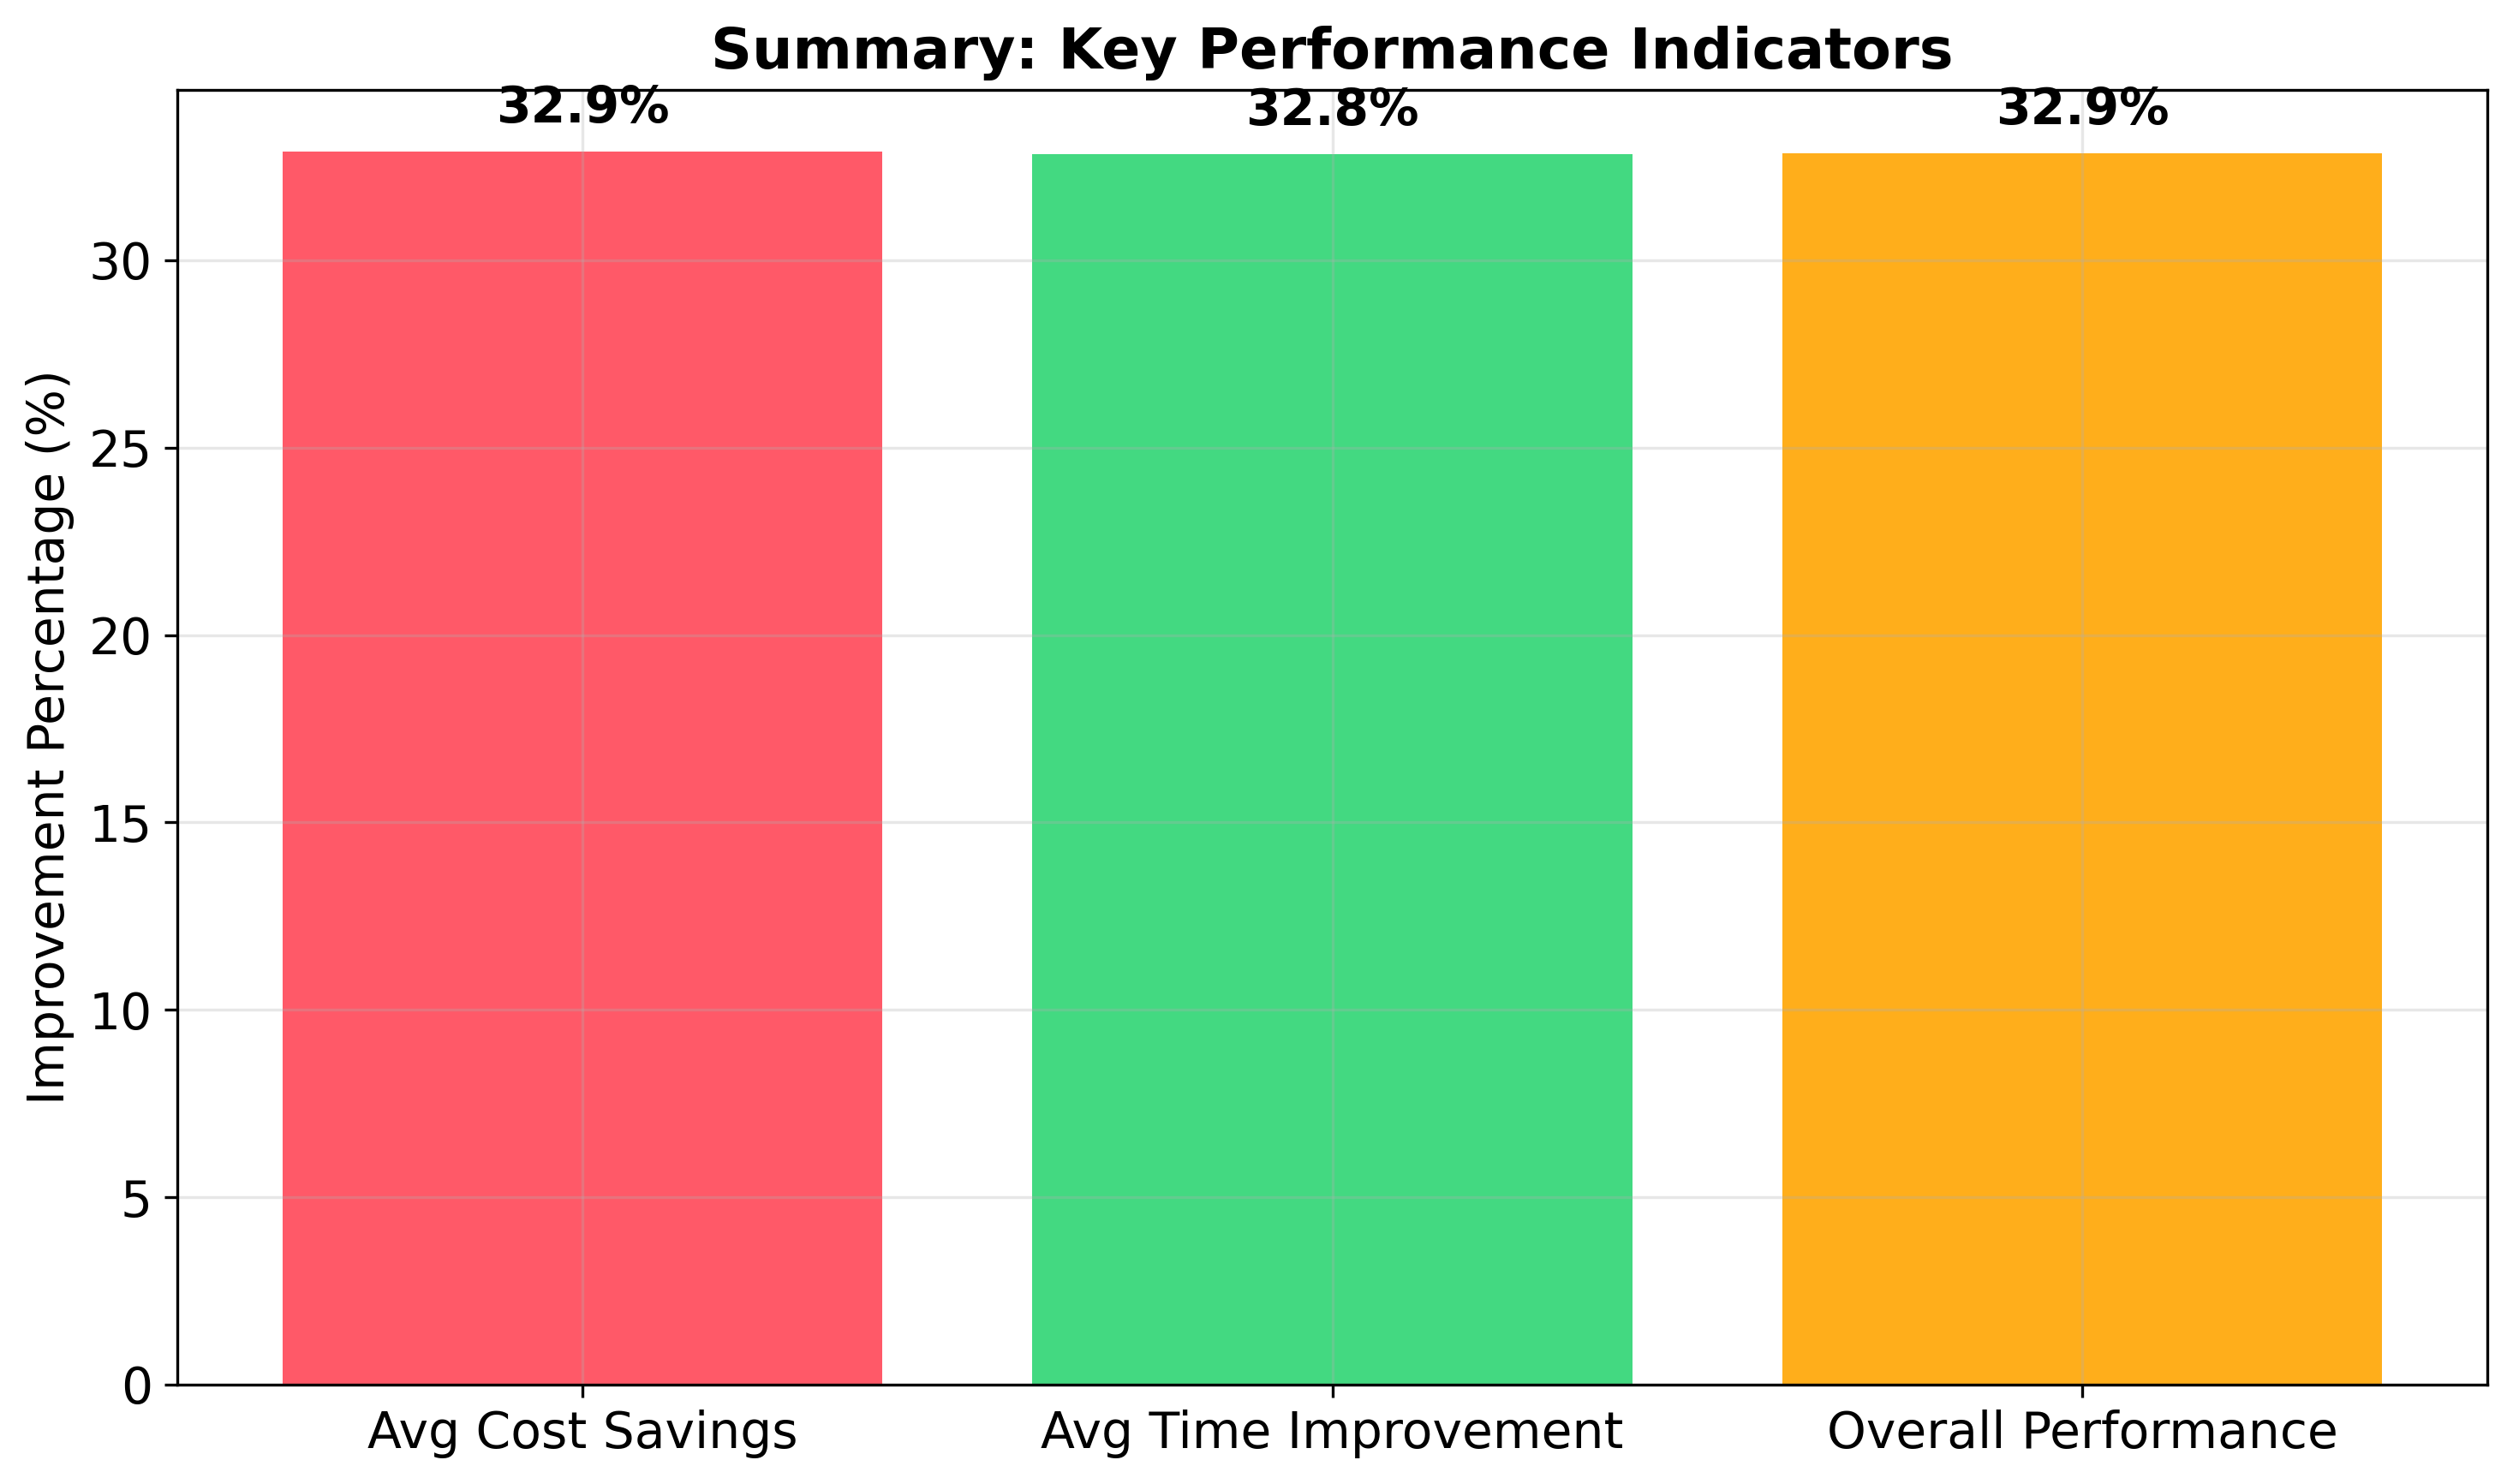 Summary: Key Performance Indicators
32.9%
32.8%
32.9%
Improvement Percentage (%)
30
25
20
15
10
5
0
Avg Cost Savings
Avg Time Improvement
Overall Performance